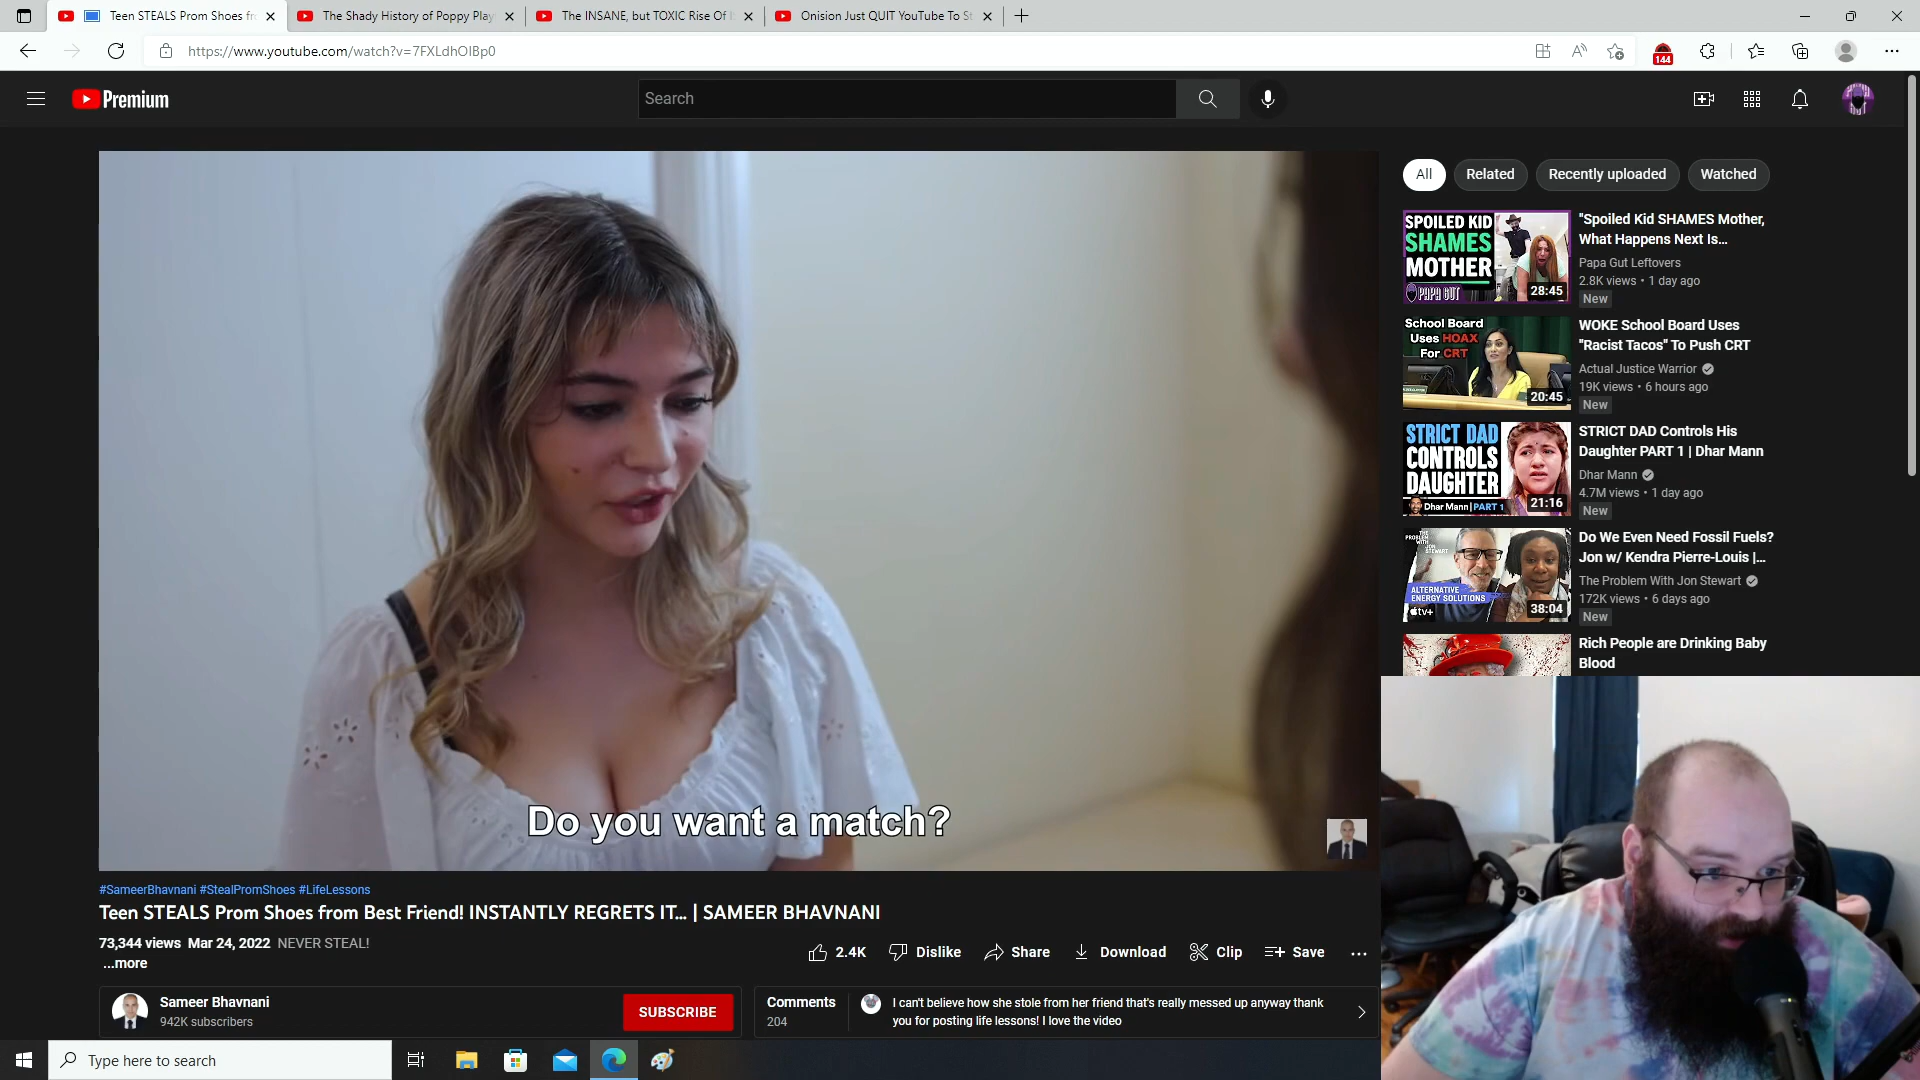 Teen STEALS Prom Shoes fr
The Shady History of Poppy Play
The INSANE, but TOXIC Rise Of
Onision Just QUIT YouTube To St
https://www.youtube.com/watch?v=7FXLdhOIBp0
144
Premium
Search
All
Related
Recently uploaded
Watched
SPOILED KID
SHAMES
MOTHER
PAPA GUT
28:45
"Spoiled Kid SHAMES Mother,
What Happens Next Is...
Papa Gut Leftovers
2.8K views • 1 day ago
New
School Board
Uses HOAX
For CRT
20:45
WOKE School Board Uses
"Racist Tacos" To Push CRT
Actual Justice Warrior
19K views • 6 hours ago
New
STRICT DAD
CONTROLS
DAUGHTER
Dhar Mann | PART 1
21:16
STRICT DAD Controls His
Daughter PART 1 | Dhar Mann
Dhar Mann
4.7M views • 1 day ago
New
THE PROBLEM WITH JON STEWART
ALTERNATIVE
ENERGY SOLUTIONS
tv+
38:04
Do We Even Need Fossil Fuels?
Jon w/ Kendra Pierre-Louis |...
The Problem With Jon Stewart
172K views • 6 days ago
New
Rich People are Drinking Baby
Blood
Do you want a match?
#SameerBhavnani #StealPromShoes #LifeLessons
Teen STEALS Prom Shoes from Best Friend! INSTANTLY REGRETS IT... | SAMEER BHAVNANI
73,344 views Mar 24, 2022 NEVER STEAL!
...more
2.4K
Dislike
Share
Download
Clip
Save
Sameer Bhavnani
942K subscribers
SUBSCRIBE
Comments
204
I can't believe how she stole from her friend that's really messed up anyway thank
you for posting life lessons! I love the video
Type here to search